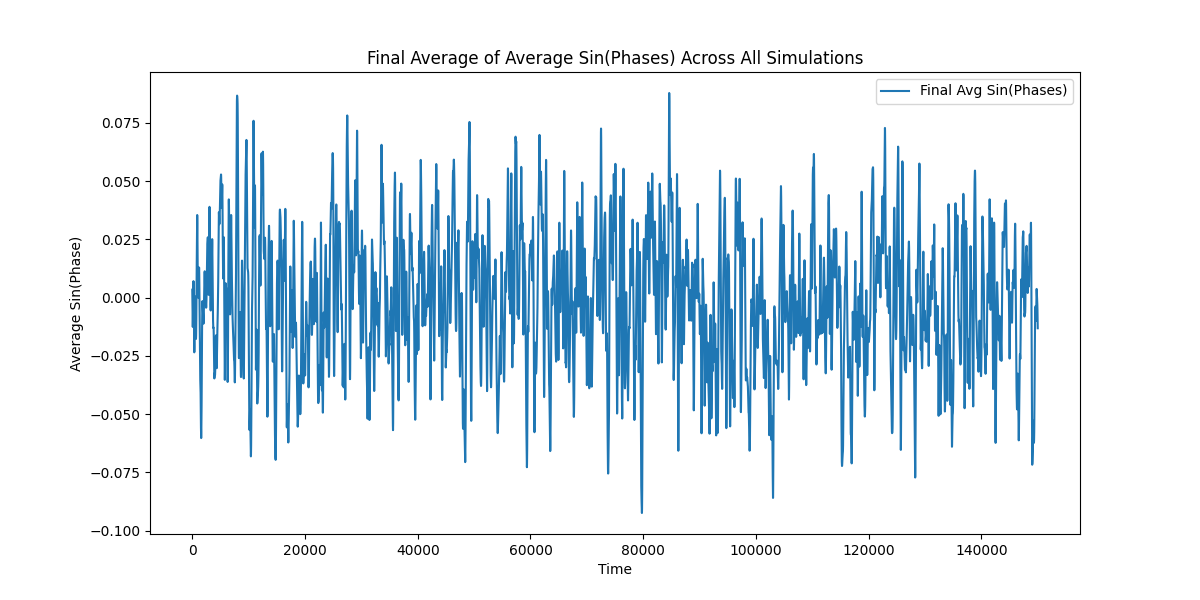 Final Average of Average Sin(Phases) Across All Simulations
Final Avg Sin(Phases)
Average Sin(Phase)
0.075
0.050
0.025
0.000
−0.025
−0.050
−0.075
−0.100
0 20000 40000 60000 80000 100000 120000 140000
Time